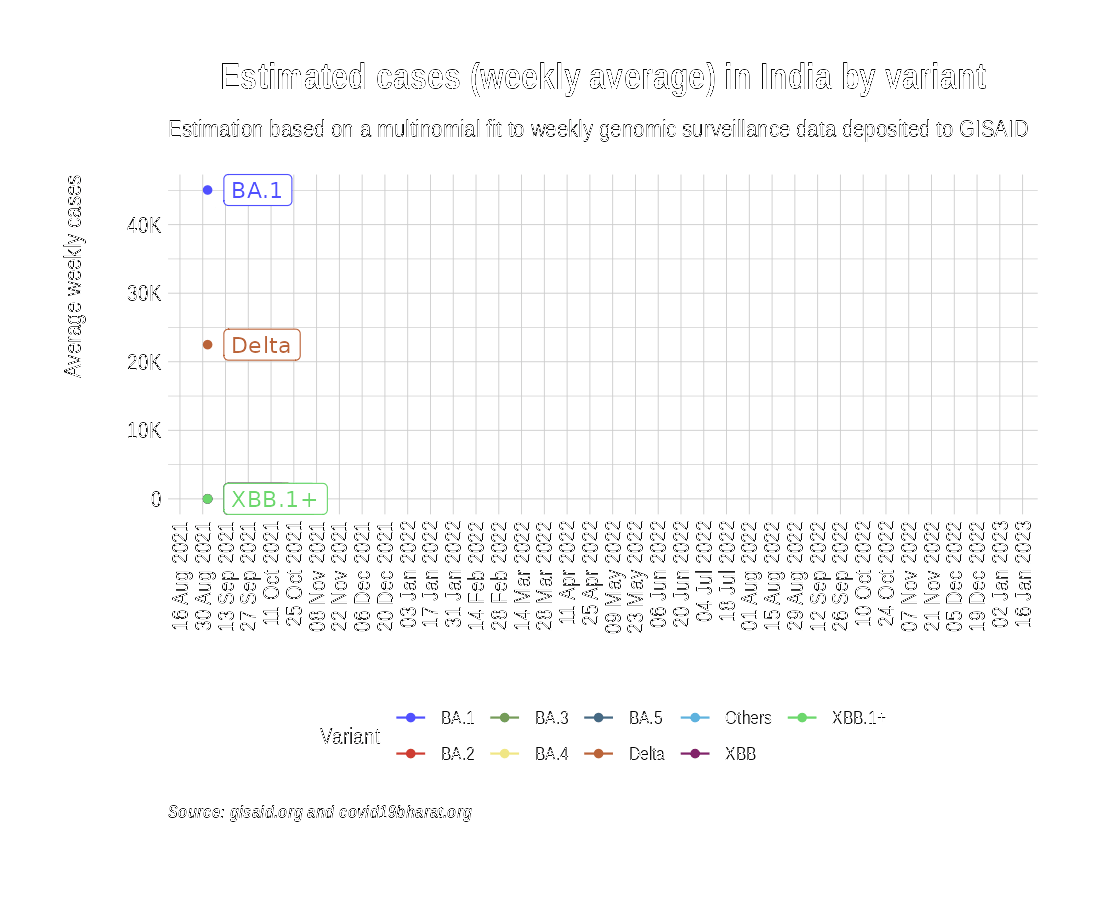 Estimated cases (weekly average) in India by variant
Estimation based on a multinomial fit to weekly genomic surveillance data deposited to GISAID
Average weekly cases
40K
30K
20K
10K
0
BA.1
Delta
XBB.1+
16 Aug 2021
30 Aug 2021
13 Sep 2021
27 Sep 2021
11 Oct 2021
25 Oct 2021
08 Nov 2021
22 Nov 2021
06 Dec 2021
20 Dec 2021
03 Jan 2022
17 Jan 2022
31 Jan 2022
14 Feb 2022
28 Feb 2022
14 Mar 2022
28 Mar 2022
11 Apr 2022
25 Apr 2022
09 May 2022
23 May 2022
06 Jun 2022
20 Jun 2022
04 Jul 2022
18 Jul 2022
01 Aug 2022
15 Aug 2022
29 Aug 2022
12 Sep 2022
26 Sep 2022
10 Oct 2022
24 Oct 2022
07 Nov 2022
21 Nov 2022
05 Dec 2022
19 Dec 2022
02 Jan 2023
16 Jan 2023
Variant
BA.1 BA.3 BA.5 Others XBB.1+
BA.2 BA.4 Delta XBB
Source: gisaid.org and covid19bharat.org